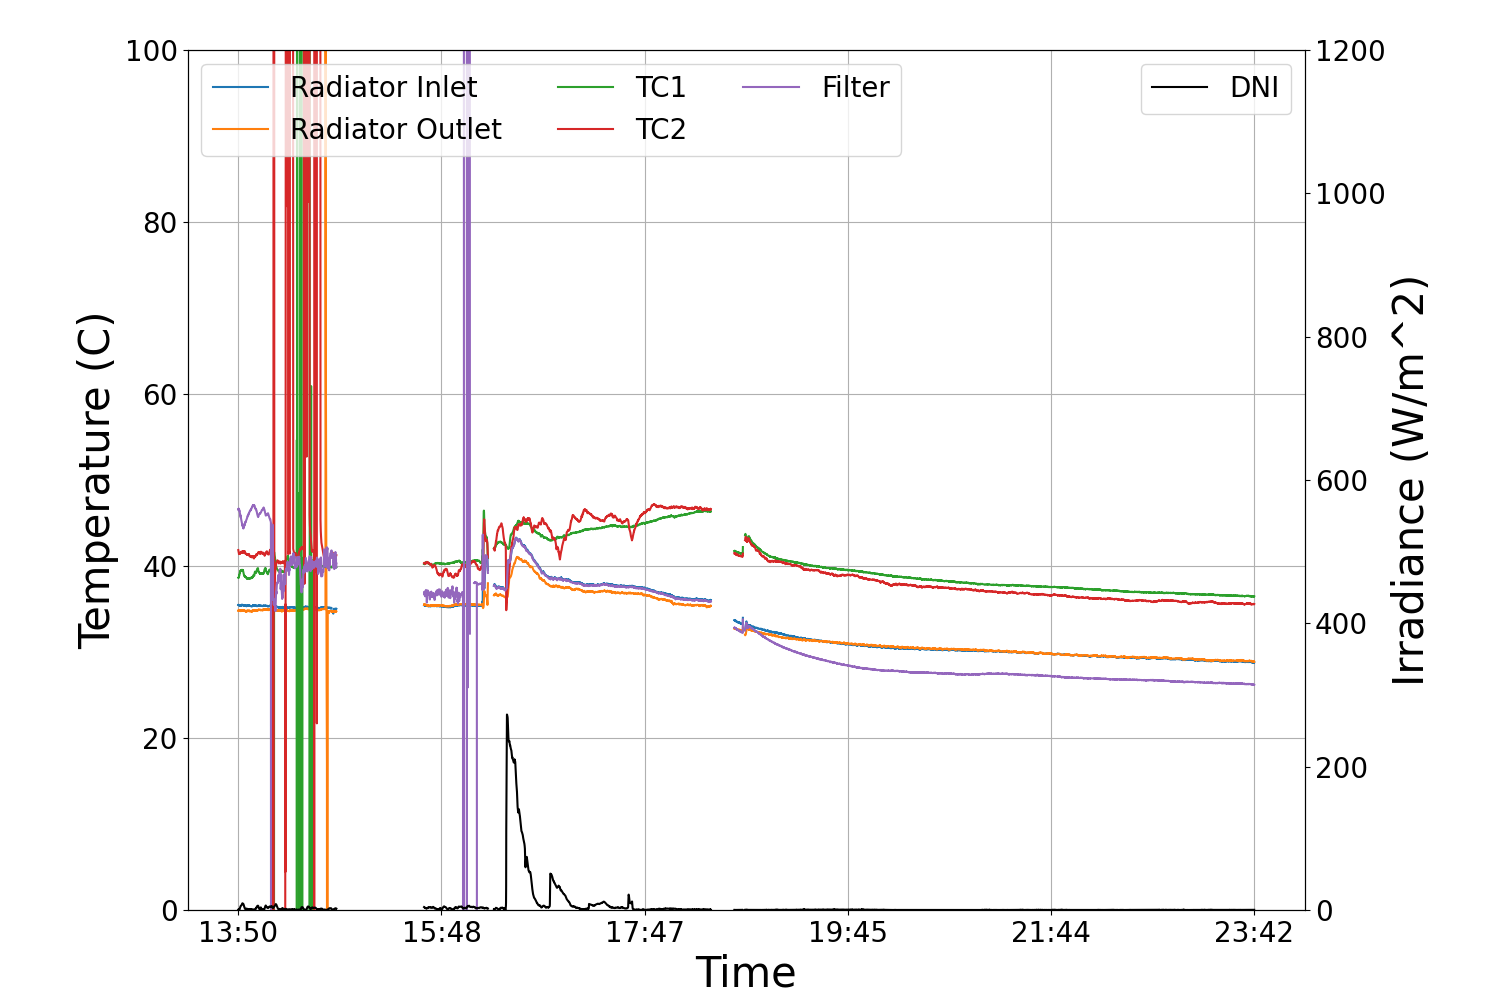 100
80
60
40
20
0
Temperature (C)
Radiator Inlet
Radiator Outlet
TC1
TC2
Filter
DNI
1200
1000
800
600
400
200
0
Irradiance (W/m^2)
13:50 15:48 17:47 19:45 21:44 23:42
Time